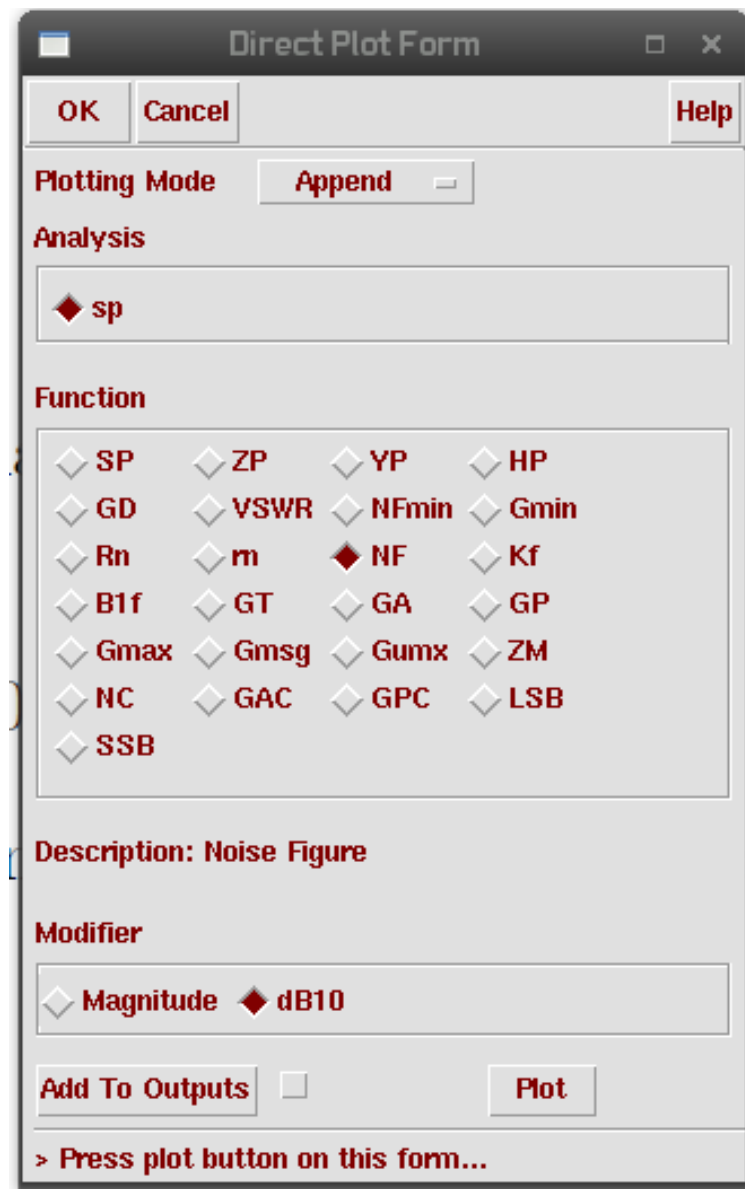 Direct Plot Form
OK Cancel Help
Plotting Mode Append
Analysis
sp
Function
SP ZP YP HP
GD VSWR NFmin Gmin
Rn rn NF Kf
B1f GT GA GP
Gmax Gmsg Gumx ZM
NC GAC GPC LSB
SSB
Description: Noise Figure
Modifier
Magnitude dB10
Add To Outputs Plot
> Press plot button on this form...